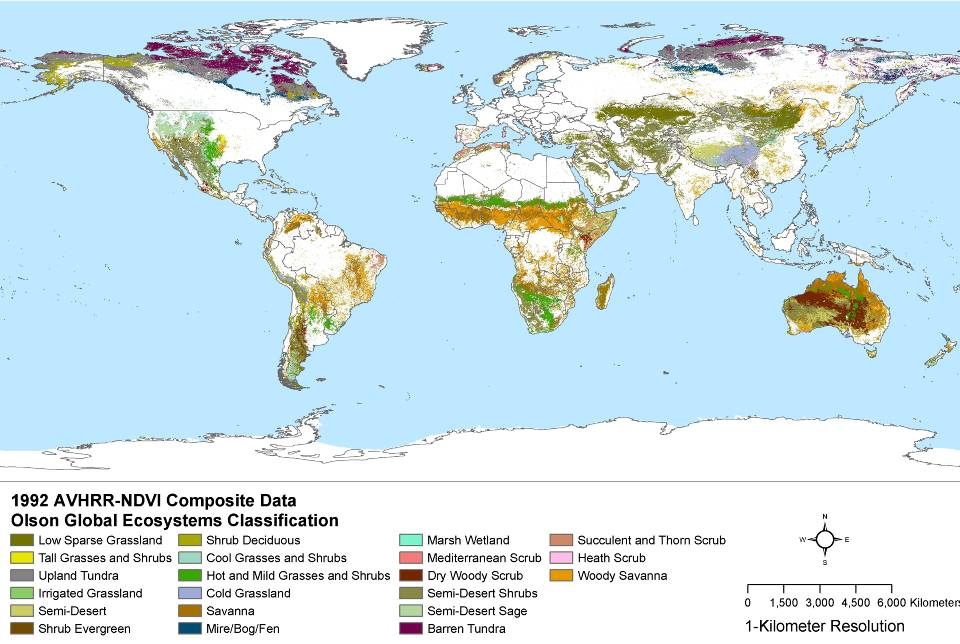 1992 AVHRR-NDVI Composite Data
Olson Global Ecosystems Classification
Low Sparse Grassland
Tall Grasses and Shrubs
Upland Tundra
Irrigated Grassland
Semi-Desert
Shrub Evergreen
Shrub Deciduous
Cool Grasses and Shrubs
Hot and Mild Grasses and Shrubs
Cold Grassland
Savanna
Mire/Bog/Fen
Marsh Wetland
Mediterranean Scrub
Dry Woody Scrub
Semi-Desert Shrubs
Semi-Desert Sage
Barren Tundra
Succulent and Thorn Scrub
Heath Scrub
Woody Savanna
N
W E
S
0 1,500 3,000 4,500 6,000 Kilometers
1-Kilometer Resolution